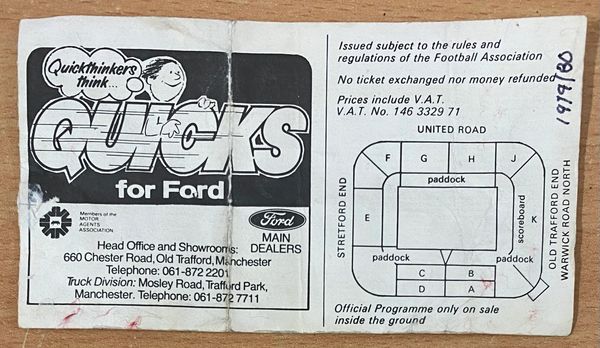 Quickthinkers
think...
QUICKS
for Ford
Members of the
MOTOR
AGENTS
ASSOCIATION
Ford
MAIN
DEALERS
Head Office and Showrooms:
660 Chester Road, Old Trafford, Manchester
Telephone: 061-872 2201
Truck Division: Mosley Road, Trafford Park,
Manchester. Telephone: 061-872 7711
Issued subject to the rules and
regulations of the Football Association
No ticket exchanged nor money refunded
Prices include V.A.T.
V.A.T. No. 146 3329 71
1979/80
UNITED ROAD
F G H J
paddock
STRETFORD END
E
scoreboard
K
OLD TRAFFORD END
WARWICK ROAD NORTH
paddock
paddock
C B
D A
Official Programme only on sale
inside the ground